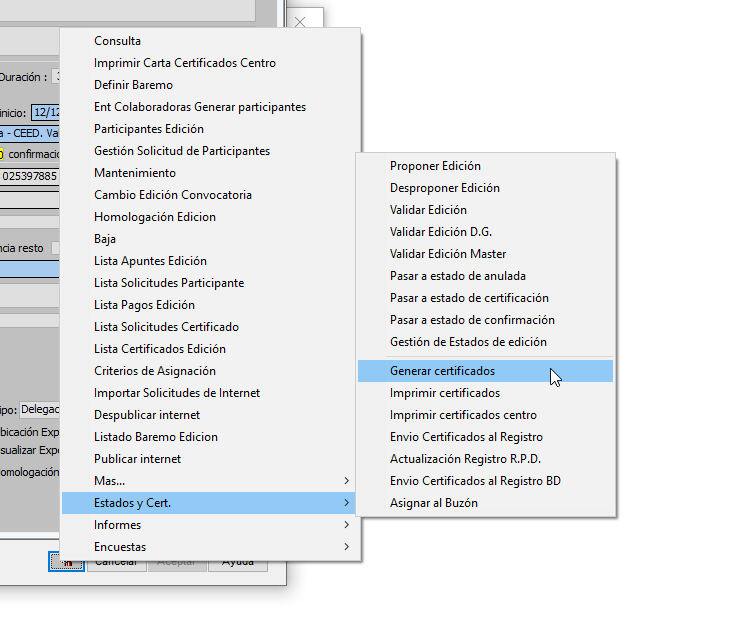 Duración :
inicio: 12/12
a - CEED. Va
confirmació
025397885
ncia resto
ipo: Delegac
bicación Exp
sualizar Exp
omologación
Consulta
Imprimir Carta Certificados Centro
Definir Baremo
Ent Colaboradoras Generar participantes
Participantes Edición
Gestión Solicitud de Participantes
Mantenimiento
Cambio Edición Convocatoria
Homologación Edicion
Baja
Lista Apuntes Edición
Lista Solicitudes Participante
Lista Pagos Edición
Lista Solicitudes Certificado
Lista Certificados Edición
Criterios de Asignación
Importar Solicitudes de Internet
Despublicar internet
Listado Baremo Edicion
Publicar internet
Mas...
Estados y Cert.
Informes
Encuestas
Proponer Edición
Desproponer Edición
Validar Edición
Validar Edición D.G.
Validar Edición Master
Pasar a estado de anulada
Pasar a estado de certificación
Pasar a estado de confirmación
Gestión de Estados de edición
Generar certificados
Imprimir certificados
Imprimir certificados centro
Envio Certificados al Registro
Actualización Registro R.P.D.
Envio Certificados al Registro BD
Asignar al Buzón
Cancelar Aceptar Ayuda